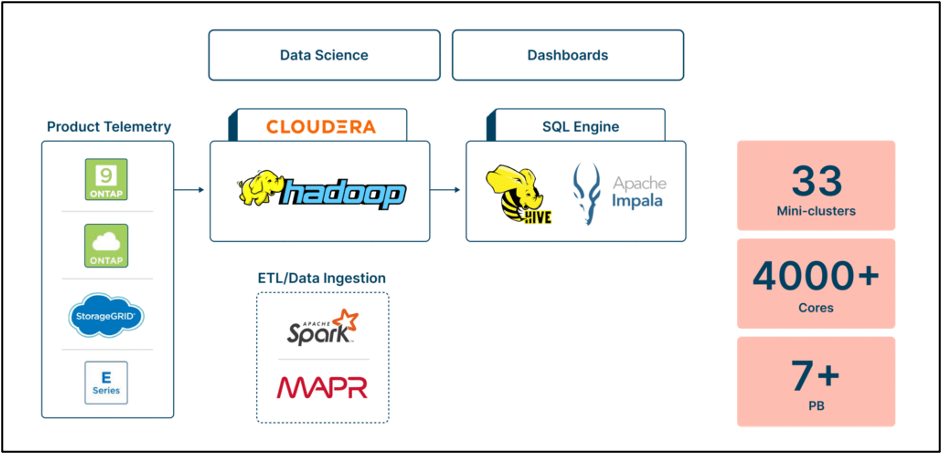 Data Science
Dashboards
Product Telemetry
CLOUDERA
SQL Engine
9
ONTAP
hadoop
HIVE
Apache
Impala
33
Mini-clusters
ONTAP
ETL/Data Ingestion
4000+
Cores
StorageGRID
APACHE
Spark
E
Series
MAPR
7+
PB